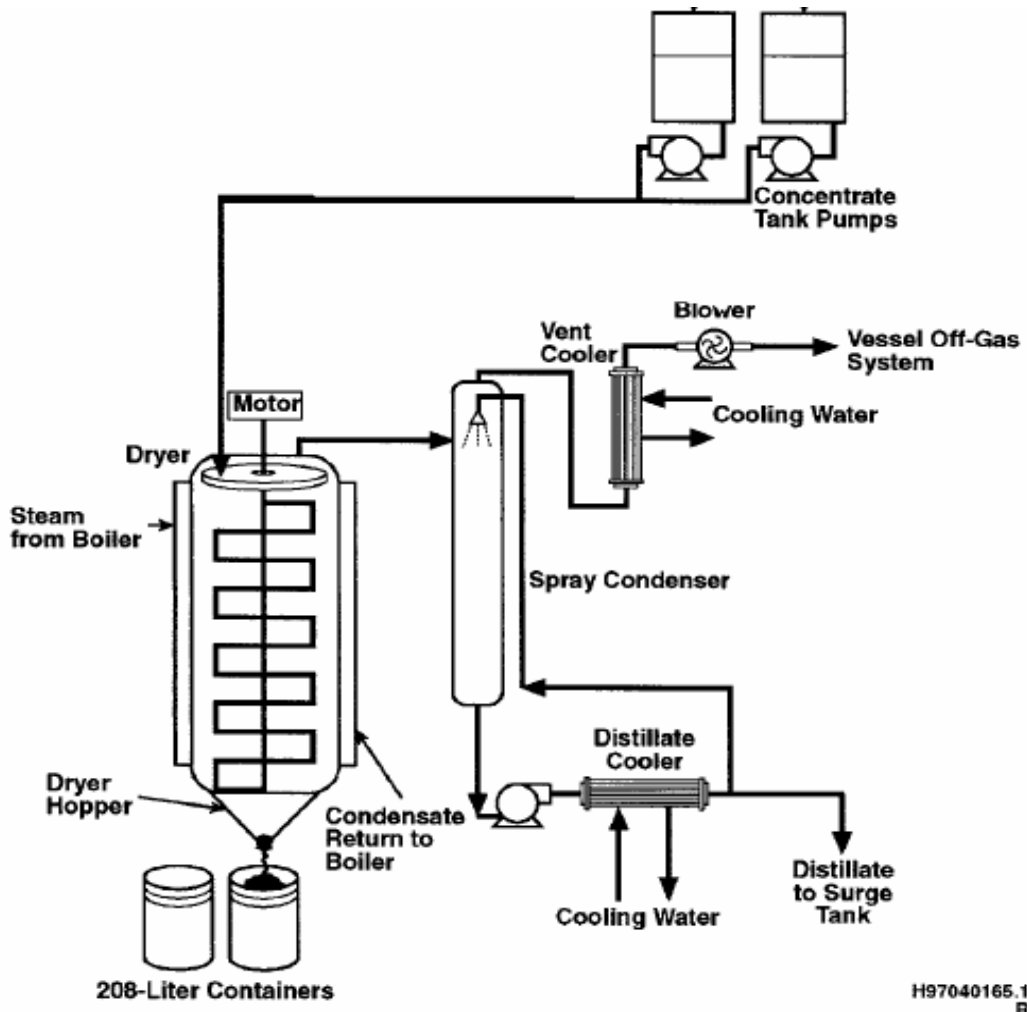 Concentrate
Tank Pumps
Blower
Vent
Cooler
Vessel Off-Gas
System
Motor
Cooling Water
Dryer
Steam
from Boiler
Spray Condenser
Distillate
Cooler
Dryer
Hopper
Condensate
Return to
Boiler
Distillate
to Surge
Tank
Cooling Water
208-Liter Containers
H97040165.1
R